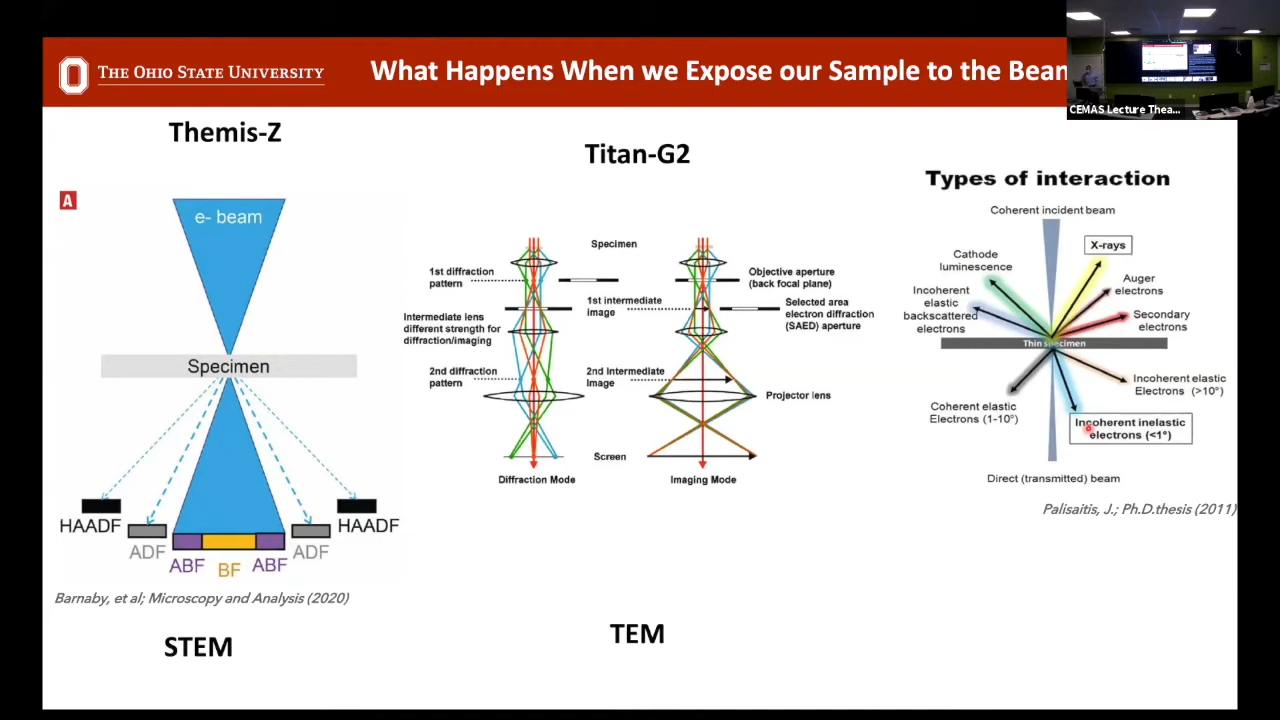 THE OHIO STATE UNIVERSITY
What Happens When we Expose our Sample to the Beam
CEMAS Lecture Thea...
Themis-Z
A
e- beam
Specimen
HAADF
HAADF
ADF
ADF
ABF
BF
ABF
Barnaby, et al; Microscopy and Analysis (2020)
STEM
Titan-G2
Specimen
1st diffraction
pattern
Objective aperture
(back focal plane)
1st intermediate
image
Selected area
electron diffraction
(SAED) aperture
Intermediate lens
different strength for
diffraction/imaging
2nd diffraction
pattern
2nd Intermediate
Image
Projector lens
Screen
Diffraction Mode
Imaging Mode
TEM
Types of interaction
Coherent incident beam
X-rays
Cathode
luminescence
Auger
electrons
Incoherent
elastic
backscattered
electrons
Secondary
electrons
Thin specimen
Incoherent elastic
Electrons (>10°)
Coherent elastic
Electrons (1-10°)
Incoherent inelastic
electrons (<1°)
Direct (transmitted) beam
Palisaitis, J.; Ph.D.thesis (2011)